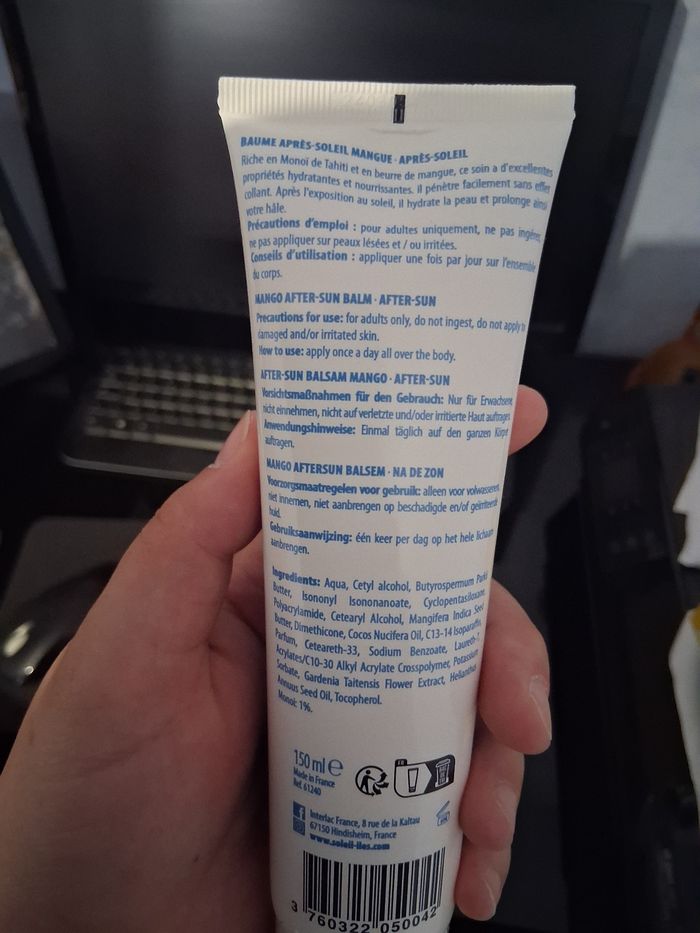 BAUME APRÈS-SOLEIL MANGUE · APRÈS-SOLEIL
Riche en Monoï de Tahiti et en beurre de mangue, ce soin a d'excellentes
propriétés hydratantes et nourrissantes. Il pénètre facilement sans effet
collant. Après l'exposition au soleil, il hydrate la peau et prolonge ainsi
votre hâle.
Précautions d'emploi : pour adultes uniquement, ne pas ingérer,
ne pas appliquer sur peaux lésées et / ou irritées.
Conseils d'utilisation : appliquer une fois par jour sur l'ensemble
du corps.
MANGO AFTER-SUN BALM · AFTER-SUN
Precautions for use: for adults only, do not ingest, do not apply to
damaged and/or irritated skin.
How to use: apply once a day all over the body.
AFTER-SUN BALSAM MANGO · AFTER-SUN
Vorsichtsmaßnahmen für den Gebrauch: Nur für Erwachsene,
nicht einnehmen, nicht auf verletzte und/oder irritierte Haut auftragen.
Anwendungshinweise: Einmal täglich auf den ganzen Körper
auftragen.
MANGO AFTERSUN BALSEM · NA DE ZON
Voorzorgsmaatregelen voor gebruik: alleen voor volwassenen,
niet innemen, niet aanbrengen op beschadigde en/of geïrriteerde
huid.
Gebruiksaanwijzing: één keer per dag op het hele lichaam
aanbrengen.
Ingredients: Aqua, Cetyl alcohol, Butyrospermum Parkii
Butter, Isononyl Isononanoate, Cyclopentasiloxane,
Polyacrylamide, Cetearyl Alcohol, Mangifera Indica Seed
Butter, Dimethicone, Cocos Nucifera Oil, C13-14 Isoparaffin,
Parfum, Ceteareth-33, Sodium Benzoate, Laureth-7,
Acrylates/C10-30 Alkyl Acrylate Crosspolymer, Potassium
Sorbate, Gardenia Taitensis Flower Extract, Helianthus
Annuus Seed Oil, Tocopherol.
Monoï: 1%.
150 ml e
Made in France
Ref. 61240
FR
Interlac France, 8 rue de la Kaltau
67150 Hindisheim, France
www.soleil-iles.com
3 760322 050042